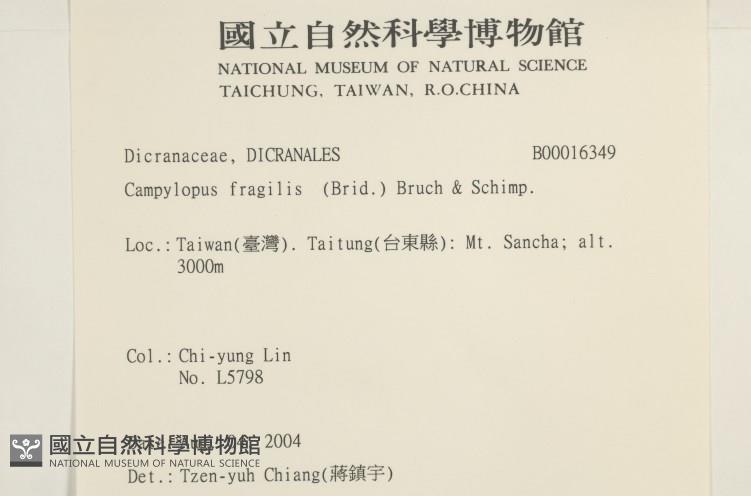 國立自然科學博物館
NATIONAL MUSEUM OF NATURAL SCIENCE
TAICHUNG, TAIWAN, R.O.CHINA
Dicranaceae, DICRANALES B00016349
Campylopus fragilis (Brid.) Bruch & Schimp.
Loc.: Taiwan(臺灣). Taitung(台東縣): Mt. Sancha; alt.
3000m
Col.: Chi-yung Lin
No. L5798
2004
國立自然科學博物館
NATIONAL MUSEUM OF NATURAL SCIENCE
Det.: Tzen-yuh Chiang(蔣鎮宇)